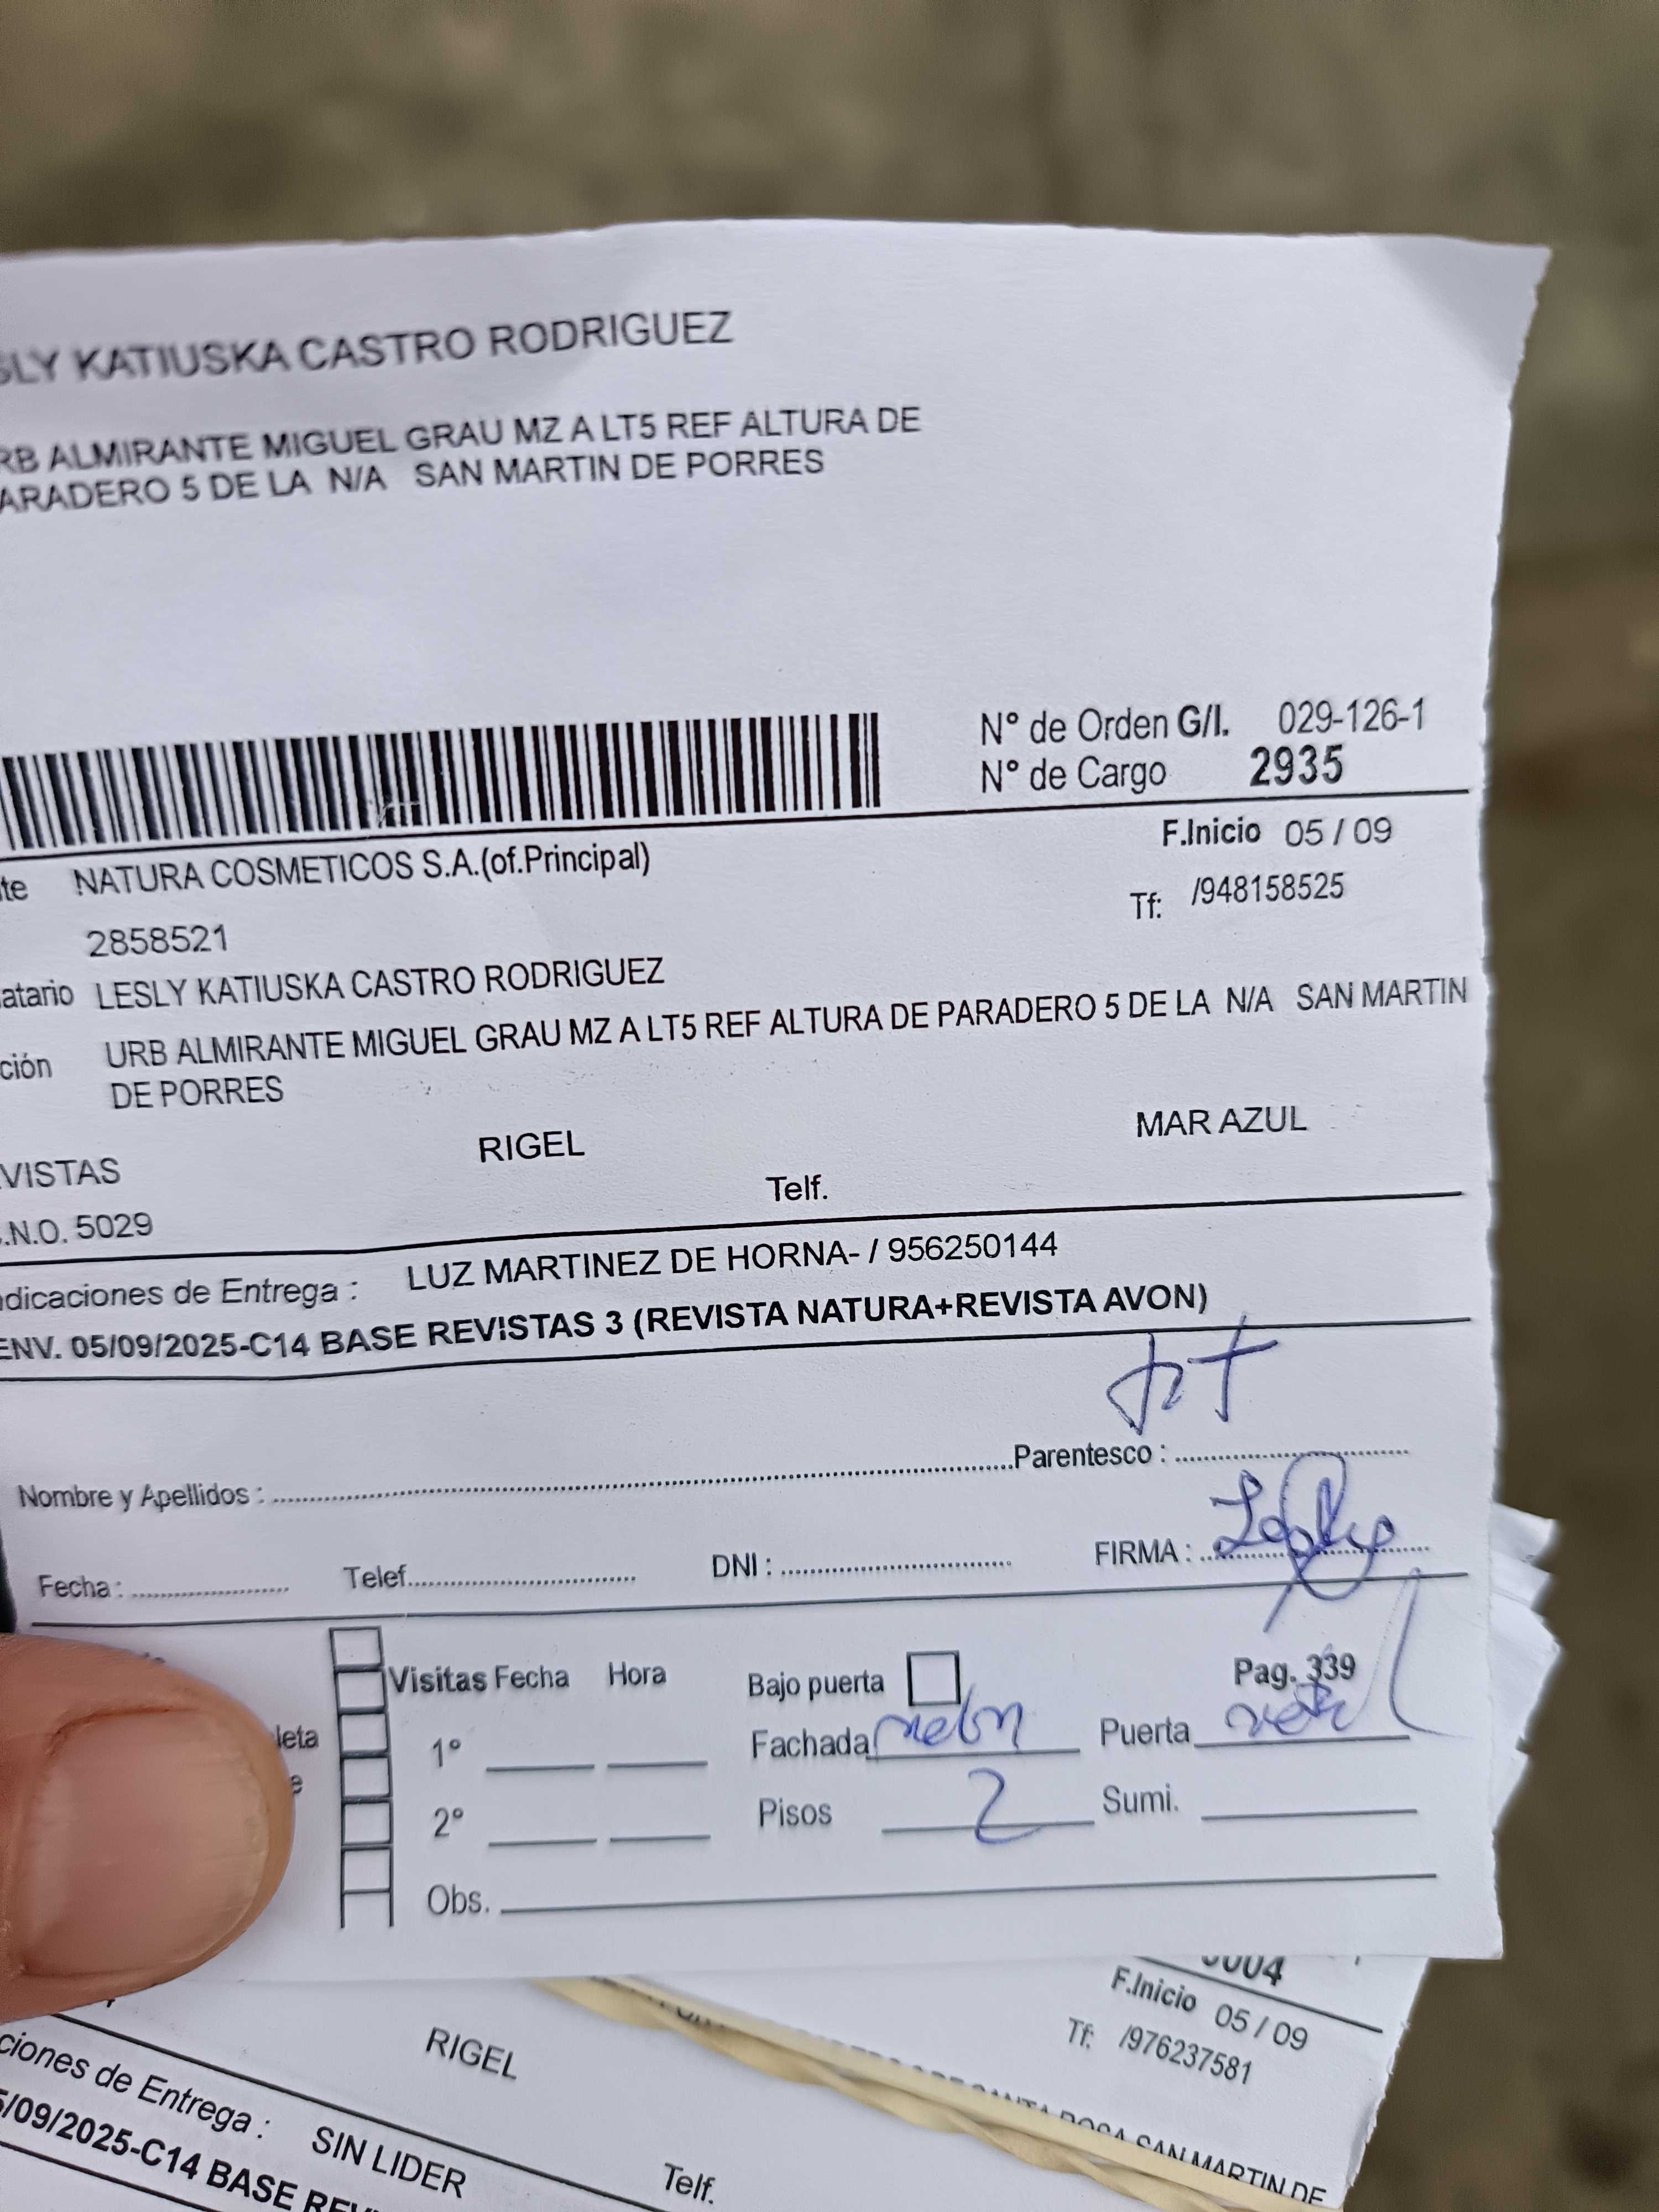 SLY KATIUSKA CASTRO RODRIGUEZ
RB ALMIRANTE MIGUEL GRAU MZ A LT5 REF ALTURA DE
ARADERO 5 DE LA N/A SAN MARTIN DE PORRES
N° de Orden G/I. 029-126-1
N° de Cargo 2935
F.Inicio 05 / 09
te NATURA COSMETICOS S.A.(of.Principal)
Tf: /948158525
2858521
atario LESLY KATIUSKA CASTRO RODRIGUEZ
ción URB ALMIRANTE MIGUEL GRAU MZ A LT5 REF ALTURA DE PARADERO 5 DE LA N/A SAN MARTIN
DE PORRES
VISTAS RIGEL MAR AZUL
.N.O. 5029 Telf.
ndicaciones de Entrega : LUZ MARTINEZ DE HORNA- / 956250144
ENV. 05/09/2025-C14 BASE REVISTAS 3 (REVISTA NATURA+REVISTA AVON)
Nombre y Apellidos : Parentesco :
Fecha : Telef. DNI : FIRMA :
Visitas Fecha Hora Bajo puerta Pag. 339
leta 1° Fachada Puerta
e 2° Pisos 2 Sumi.
Obs.
0004
F.Inicio 05 / 09
Tf: /976237581
RIGEL
SAN MARTIN DE
ciones de Entrega : SIN LIDER
Telf.
5/09/2025-C14 BASE